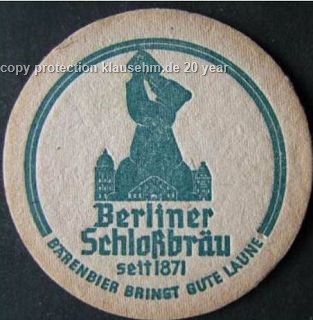 copy protection klausehm.de 20 year
Berliner
Schloßbräu
seit 1871
BÄRENBIER BRINGT GUTE LAUNE